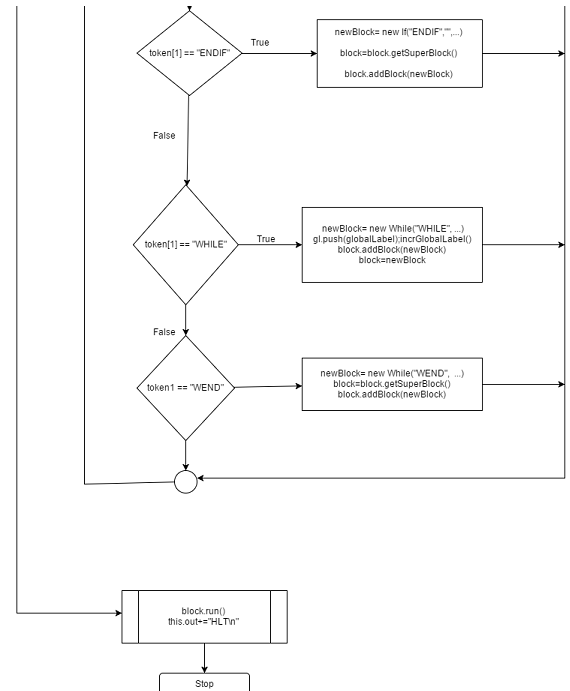 token[1] == "ENDIF"
True
newBlock= new If("ENDIF","",...)
block=block.getSuperBlock()
block.addBlock(newBlock)
False
token[1] == "WHILE"
True
newBlock= new While("WHILE", ...)
gl.push(globalLabel);incrGlobalLabel()
block.addBlock(newBlock)
block=newBlock
False
token1 == "WEND"
newBlock= new While("WEND", ...)
block=block.getSuperBlock()
block.addBlock(newBlock)
block.run()
this.out+="HLT\n"
Stop